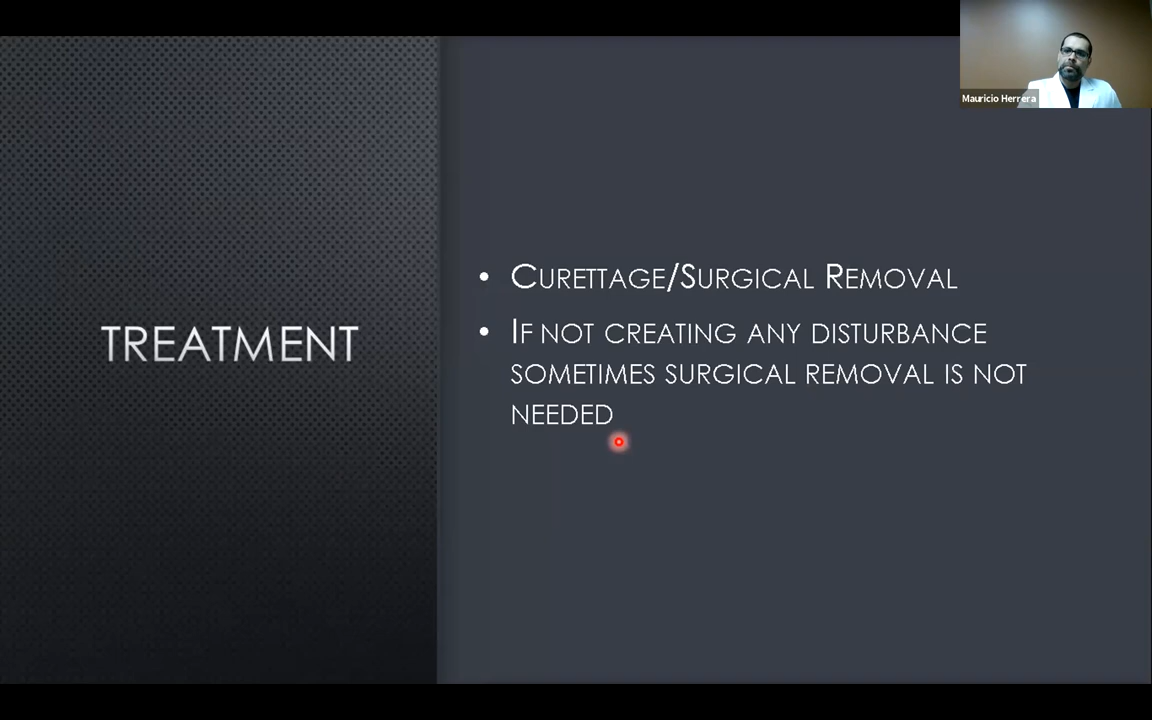 Mauricio Herrera
TREATMENT
• CURETTAGE/SURGICAL REMOVAL
• IF NOT CREATING ANY DISTURBANCE
SOMETIMES SURGICAL REMOVAL IS NOT
NEEDED